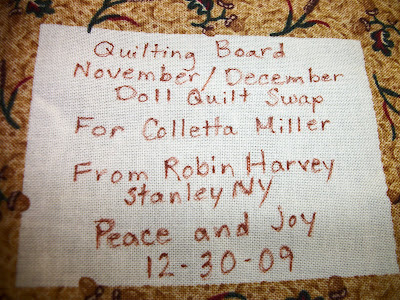 Quilting Board
November/December
Doll Quilt Swap
For Colletta Miller
From Robin Harvey
Stanley NY
Peace and Joy
12-30-09